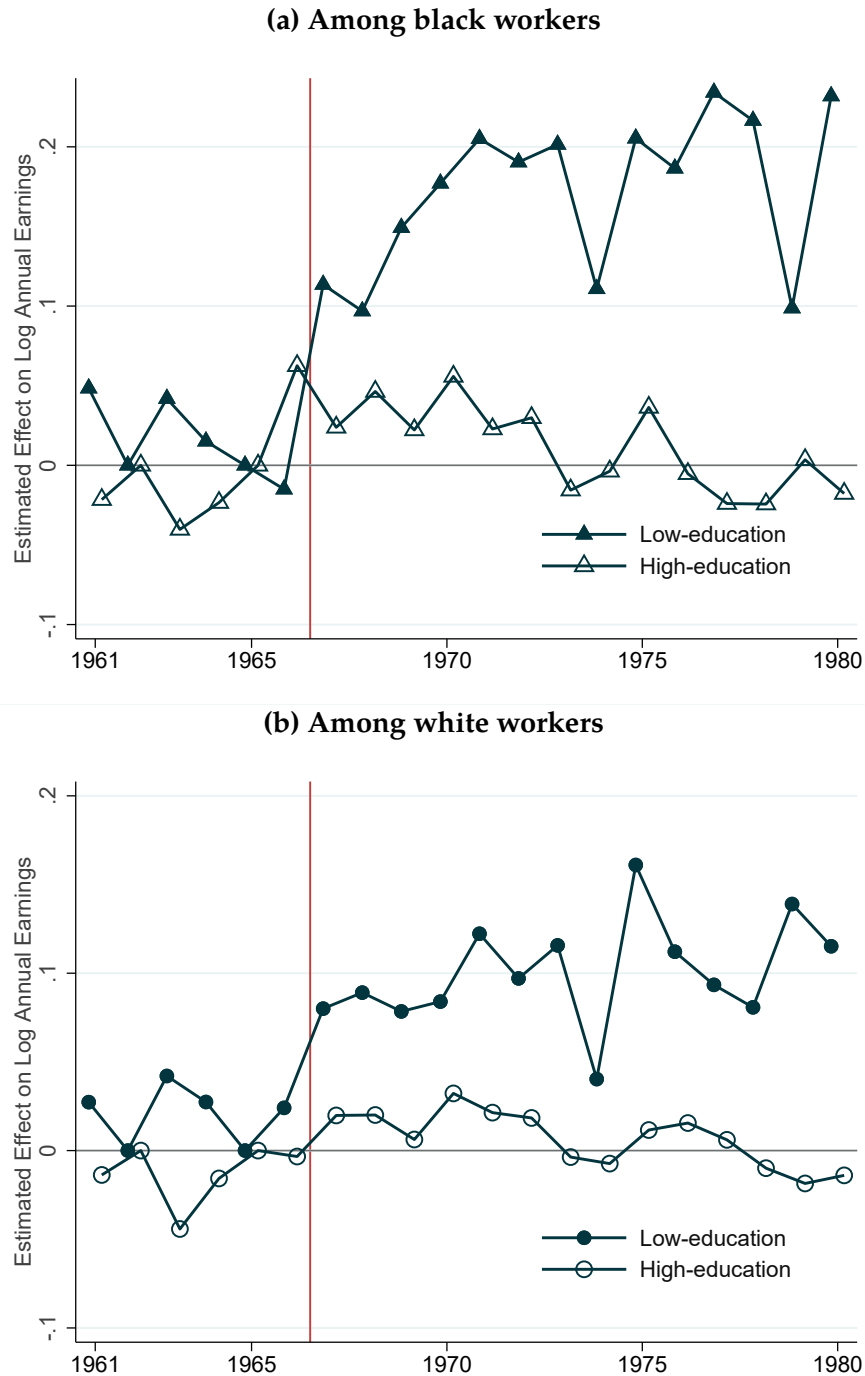 (a) Among black workers
Estimated Effect on Log Annual Earnings
.2
.1
0
-.1
Low-education
High-education
1961 1965 1970 1975 1980
(b) Among white workers
Estimated Effect on Log Annual Earnings
.2
.1
0
-.1
Low-education
High-education
1961 1965 1970 1975 1980